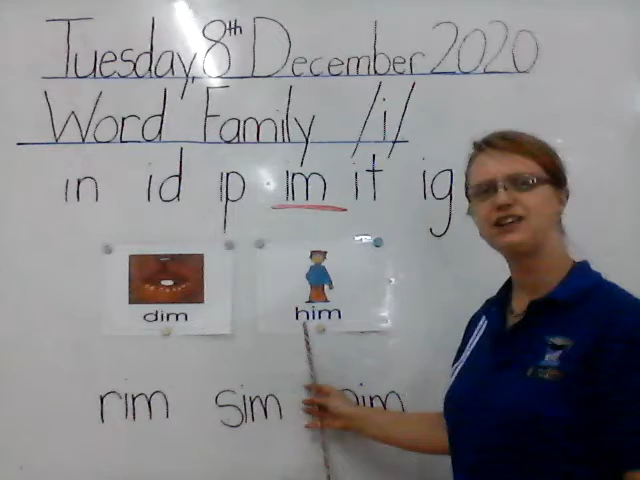 Tuesday, 8th December 2020
Word Family /i/
in id ip im it ig
dim him
rim sim